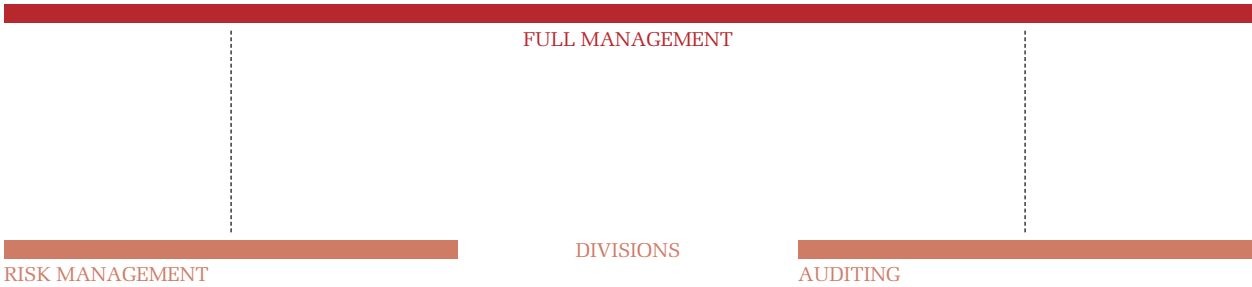 FULL MANAGEMENT
DIVISIONS
RISK MANAGEMENT
AUDITING